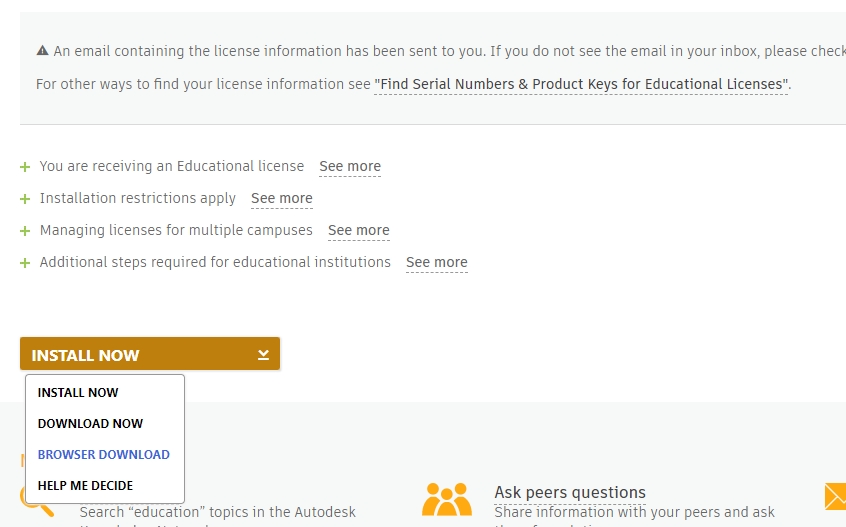 An email containing the license information has been sent to you. If you do not see the email in your inbox, please check
For other ways to find your license information see "Find Serial Numbers & Product Keys for Educational Licenses".
+ You are receiving an Educational license See more
+ Installation restrictions apply See more
+ Managing licenses for multiple campuses See more
+ Additional steps required for educational institutions See more
INSTALL NOW
INSTALL NOW
DOWNLOAD NOW
BROWSER DOWNLOAD
HELP ME DECIDE
Search “education” topics in the Autodesk
Ask peers questions
Share information with your peers and ask